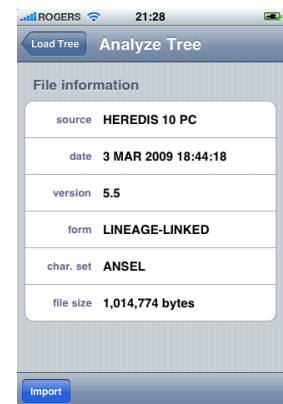 ROGERS 21:28
Load Tree Analyze Tree
File information
source HEREDIS 10 PC
date 3 MAR 2009 18:44:18
version 5.5
form LINEAGE-LINKED
char. set ANSEL
file size 1,014,774 bytes
Import